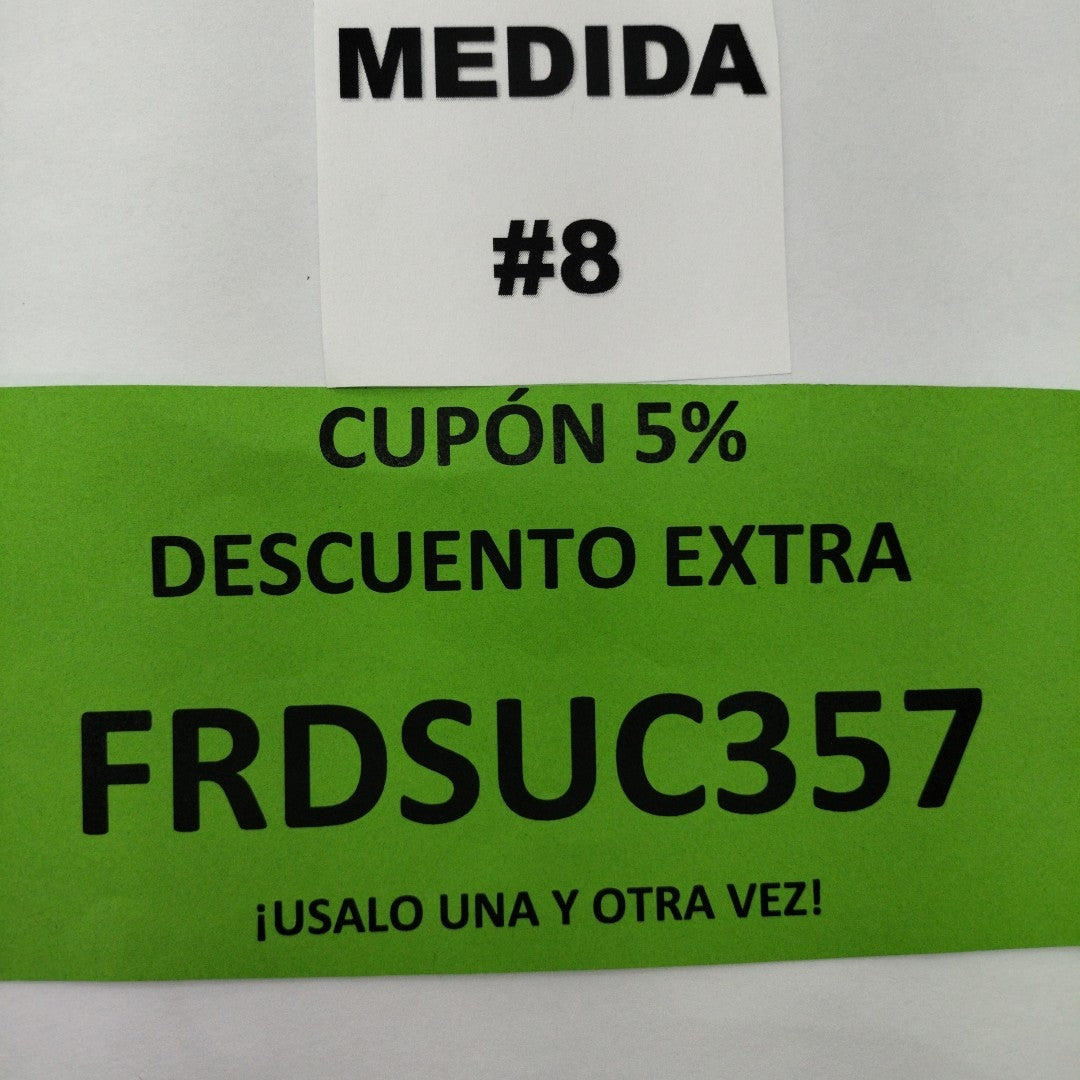 MEDIDA
#8
CUPÓN 5%
DESCUENTO EXTRA
FRDSUC357
¡USALO UNA Y OTRA VEZ!